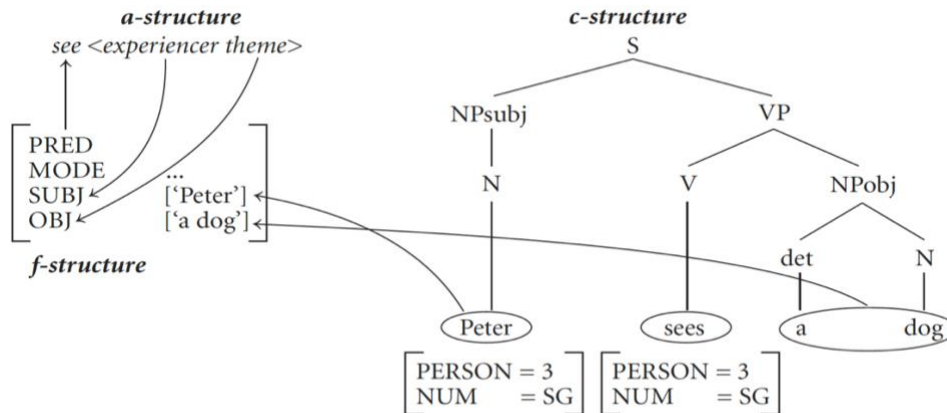 a-structure
see <experiencer theme>
PRED
MODE ...
SUBJ ['Peter']
OBJ ['a dog']
f-structure
c-structure
S
NPsubj VP
N V NPobj
det N
Peter sees a dog
PERSON = 3 PERSON = 3
NUM = SG NUM = SG